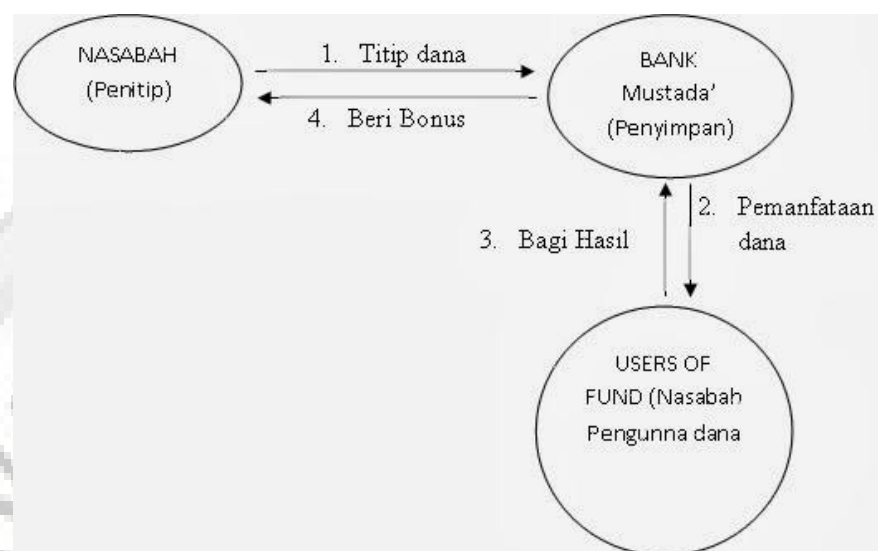 NASABAH
(Penitip)
1. Titip dana
4. Beri Bonus
BANK
Mustada’
(Penyimpan)
3. Bagi Hasil
2. Pemanfataan
dana
USERS OF
FUND (Nasabah
Pengunna dana